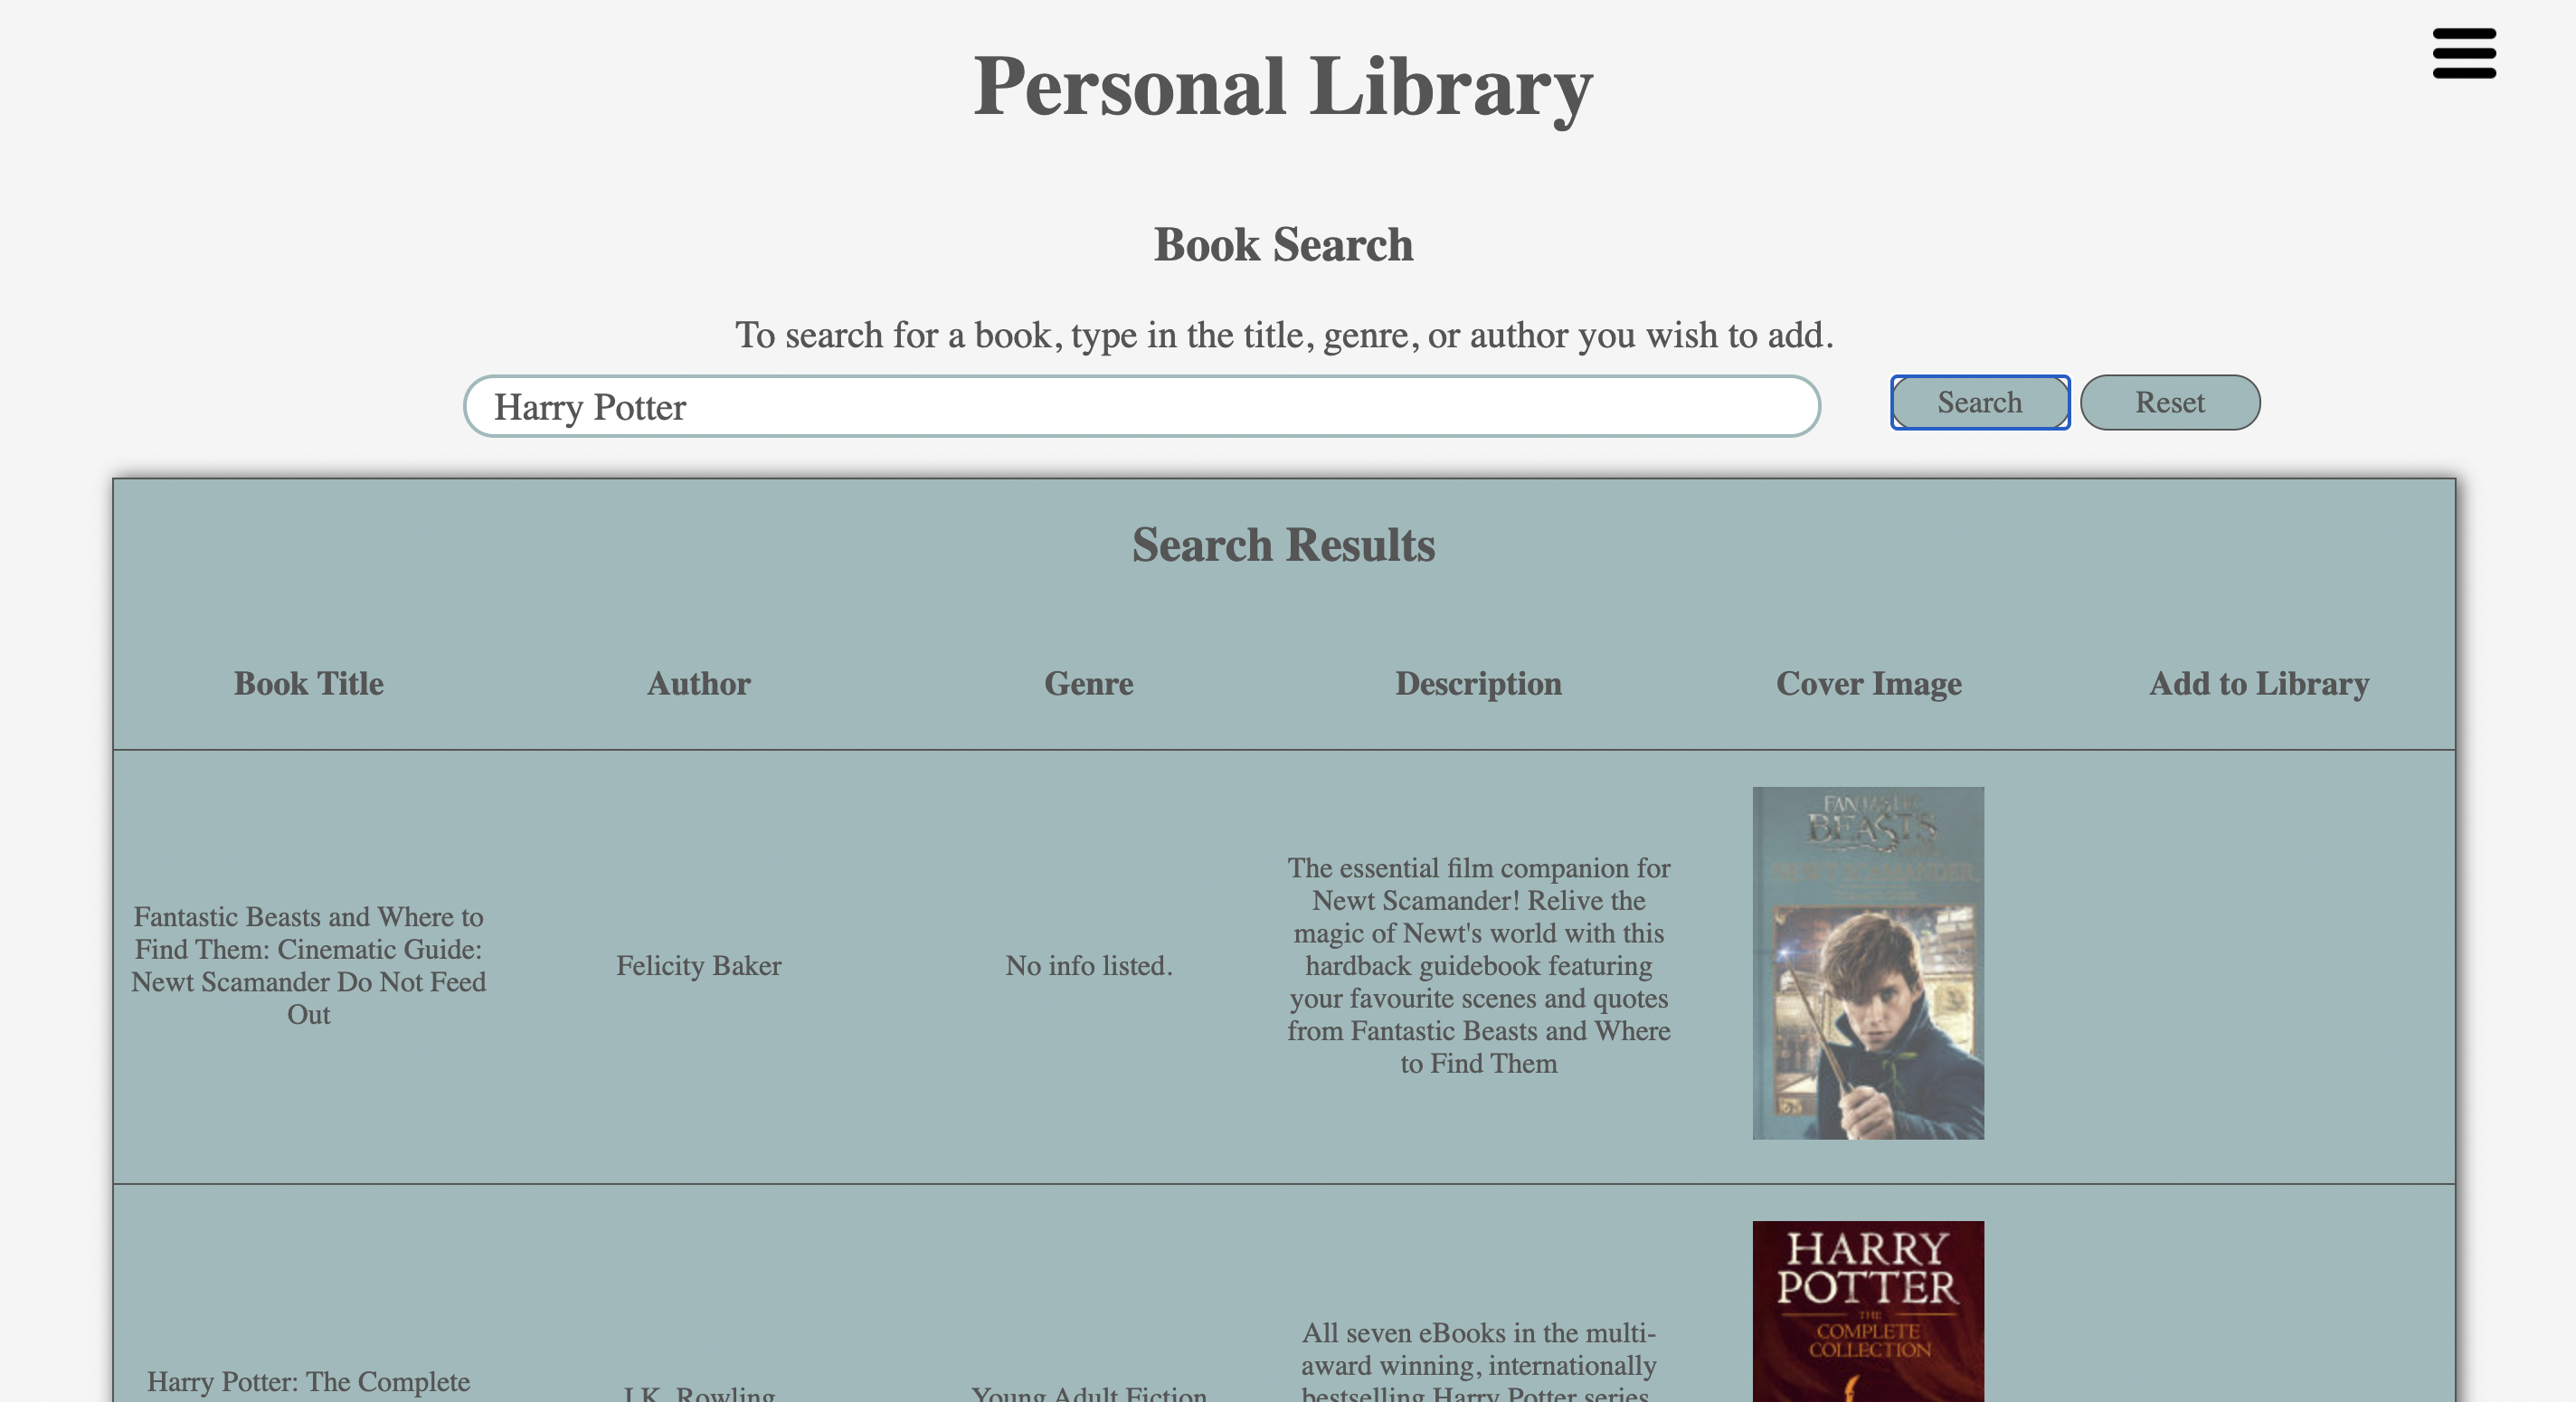 Personal Library
Book Search
To search for a book, type in the title, genre, or author you wish to add.
Harry Potter
Search
Reset
Search Results
Book Title
Author
Genre
Description
Cover Image
Add to Library
Fantastic Beasts and Where to
Find Them: Cinematic Guide:
Newt Scamander Do Not Feed
Out
Felicity Baker
No info listed.
The essential film companion for
Newt Scamander! Relive the
magic of Newt's world with this
hardback guidebook featuring
your favourite scenes and quotes
from Fantastic Beasts and Where
to Find Them
FANTASTIC
BEASTS
NEWT SCAMANDER
Harry Potter: The Complete
J.K. Rowling
Young Adult Fiction
All seven eBooks in the multi-
award winning, internationally
bestselling Harry Potter series,
HARRY
POTTER
THE
COMPLETE
COLLECTION